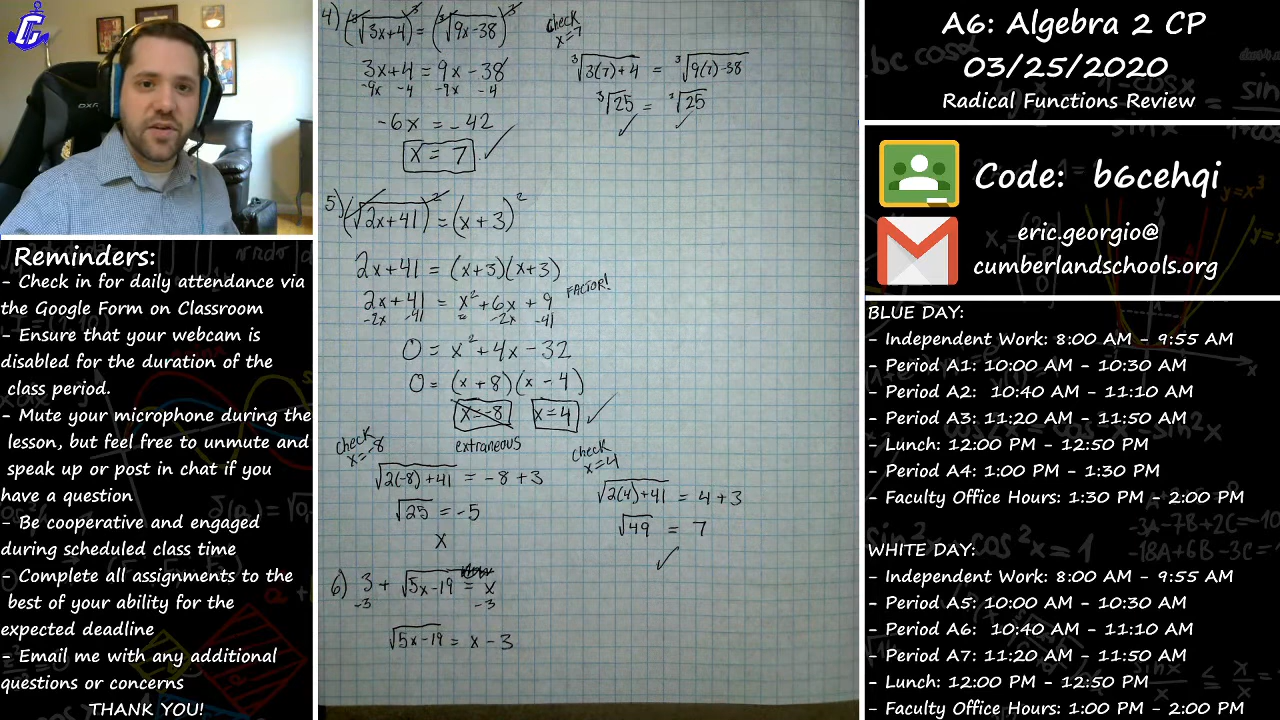 C
OXR
Reminders:
- Check in for daily attendance via
the Google Form on Classroom
- Ensure that your webcam is
disabled for the duration of the
class period.
- Mute your microphone during the
lesson, but feel free to unmute and
speak up or post in chat if you
have a question
- Be cooperative and engaged
during scheduled class time
- Complete all assignments to the
best of your ability for the
expected deadline
- Email me with any additional
questions or concerns
THANK YOU!
4) (∛3x+4)³ = (∛9x-38)³
3x+4 = 9x-38
-9x -4 -9x -4
-6x = -42
x = 7 ✓
check
x=7
∛3(7)+4 = ∛9(7)-38
∛25 = ∛25
✓ ✓
5) (√2x+41)² = (x+3)²
2x+41 = (x+3)(x+3)
2x+41 = x²+6x+9 FACTOR!
-2x -41 -2x -41
0 = x²+4x-32
0 = (x+8)(x-4)
x=-8 x=4 ✓
extraneous
check
x=-8
√2(-8)+41 = -8+3
√25 = -5
X
check
x=4
√2(4)+41 = 4+3
√49 = 7
✓
6) 3+ √5x-19 = x
-3 -3
√5x-19 = x-3
A6: Algebra 2 CP
03/25/2020
Radical Functions Review
Code: b6cehqi
eric.georgio@
cumberlandschools.org
BLUE DAY:
- Independent Work: 8:00 AM - 9:55 AM
- Period A1: 10:00 AM - 10:30 AM
- Period A2: 10:40 AM - 11:10 AM
- Period A3: 11:20 AM - 11:50 AM
- Lunch: 12:00 PM - 12:50 PM
- Period A4: 1:00 PM - 1:30 PM
- Faculty Office Hours: 1:30 PM - 2:00 PM
WHITE DAY:
- Independent Work: 8:00 AM - 9:55 AM
- Period A5: 10:00 AM - 10:30 AM
- Period A6: 10:40 AM - 11:10 AM
- Period A7: 11:20 AM - 11:50 AM
- Lunch: 12:00 PM - 12:50 PM
- Faculty Office Hours: 1:00 PM - 2:00 PM